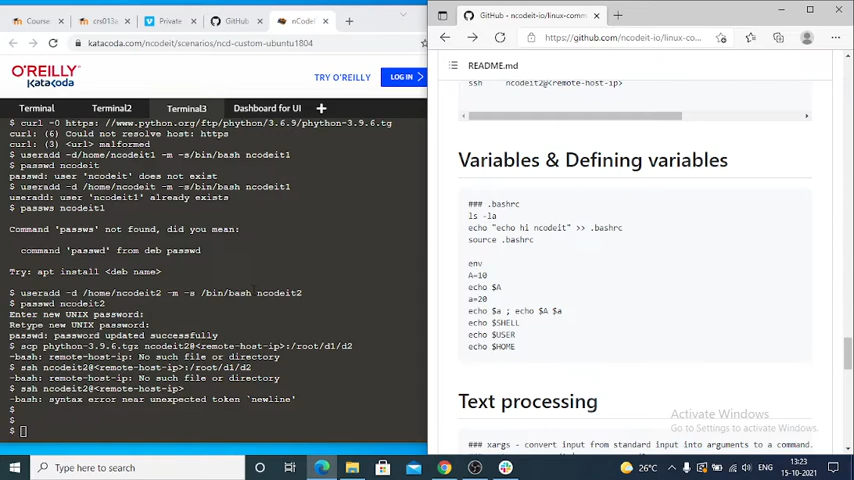 Course
crs013a
Private
GitHub
nCodeI
katacoda.com/ncodeit/scenarios/ncd-custom-ubuntu1804
O'REILLY
Katacoda
TRY O'REILLY
LOG IN
Terminal
Terminal2
Terminal3
Dashboard for UI
$ curl -O https: /www.python.org/ftp/phython/3.6.9/phython-3.9.6.tg
curl: (6) Could not resolve host: https
curl: (3) <url> malformed
$ useradd -d/home/ncodeit1 -m -s/bin/bash ncodeit1
$ passwd ncodeit
passwd: user 'ncodeit' does not exist
$ useradd -d /home/ncodeit -m -s/bin/bash ncodeit1
useradd: user 'ncodeit1' already exists
$ passws ncodeit1
Command 'passws' not found, did you mean:
command 'passwd' from deb passwd
Try: apt install <deb name>
$ useradd -d /home/ncodeit2 -m -s /bin/bash ncodeit2
$ passwd ncodeit2
Enter new UNIX password:
Retype new UNIX password:
passwd: password updated successfully
$ scp phython-3.9.6.tgz ncodeit2@<remote-host-ip>:/root/d1/d2
-bash: remote-host-ip: No such file or directory
$ ssh ncodeit2@<remote-host-ip>:/root/d1/d2
-bash: remote-host-ip: No such file or directory
$ ssh ncodeit2@<remote-host-ip>
-bash: syntax error near unexpected token `newline'
$
$
$
GitHub - ncodeit-io/linux-comm
https://github.com/ncodeit-io/linux-co...
README.md
ssh ncodeit2@<remote-host-ip>
Variables & Defining variables
### .bashrc
ls -la
echo "echo hi ncodeit" >> .bashrc
source .bashrc
env
A=10
echo $A
a=20
echo $a ; echo $A $a
echo $SHELL
echo $USER
echo $HOME
Text processing
### xargs - convert input from standard input into arguments to a command.
Activate Windows
Go to Settings to activate Windows.
Type here to search
26°C
ENG
13:23
15-10-2021